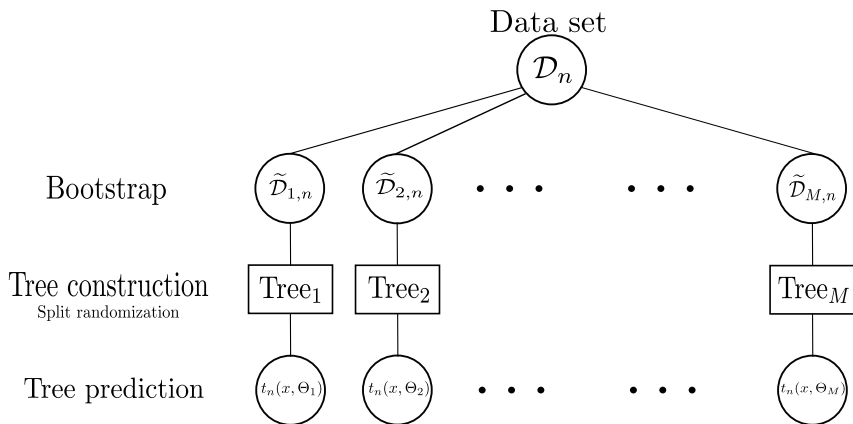 Data set
𝒟ₙ
Bootstrap 𝒟̃₁,ₙ 𝒟̃₂,ₙ • • • • • • 𝒟̃_{M,n}
Tree construction Tree₁ Tree₂ Tree_M
Split randomization
Tree prediction tₙ(x, Θ₁) tₙ(x, Θ₂) • • • • • • tₙ(x, Θ_M)